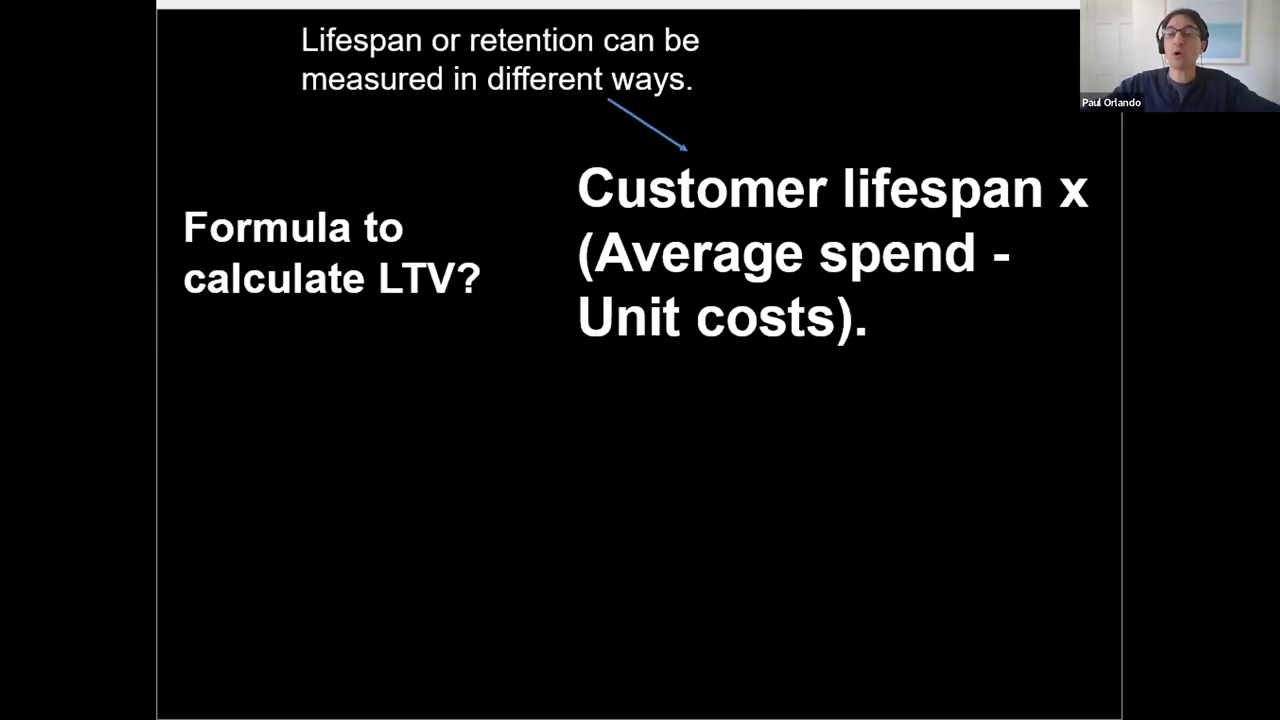 Lifespan or retention can be
measured in different ways.
Paul Orlando
Formula to
calculate LTV?
Customer lifespan x
(Average spend -
Unit costs).